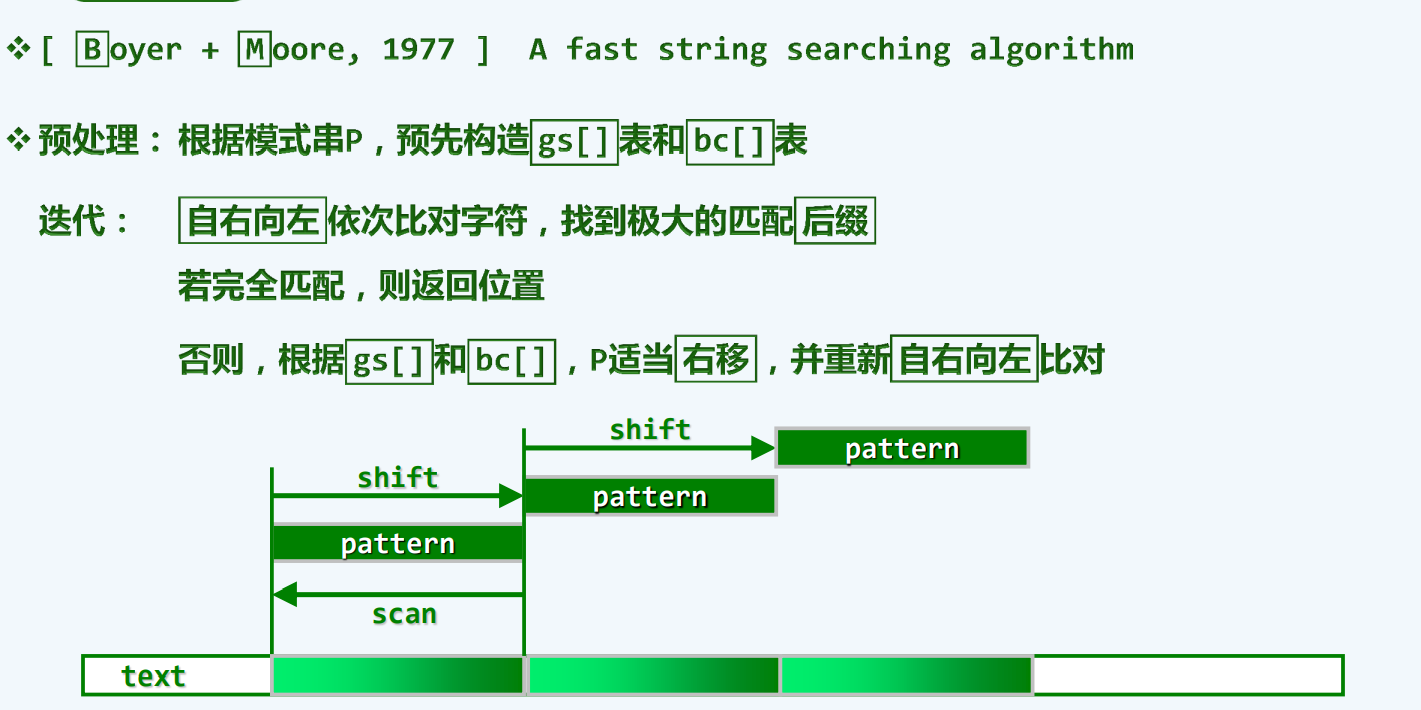 ❖ [ Boyer + Moore, 1977 ] A fast string searching algorithm
❖ 预处理：根据模式串P，预先构造gs[]表和bc[]表
迭代： 自右向左依次比对字符，找到极大的匹配后缀
若完全匹配，则返回位置
否则，根据gs[]和bc[]，P适当右移，并重新自右向左比对
shift
pattern
shift
pattern
pattern
scan
text